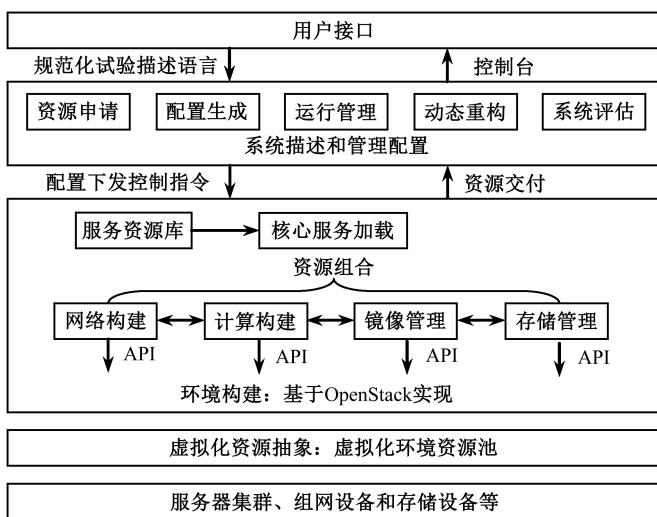 用户接口
规范化试验描述语言
控制台
资源申请
配置生成
运行管理
动态重构
系统评估
系统描述和管理配置
配置下发控制指令
资源交付
服务资源库
核心服务加载
资源组合
网络构建
计算构建
镜像管理
存储管理
API
API
API
API
环境构建：基于OpenStack实现
虚拟化资源抽象：虚拟化环境资源池
服务器集群、组网设备和存储设备等